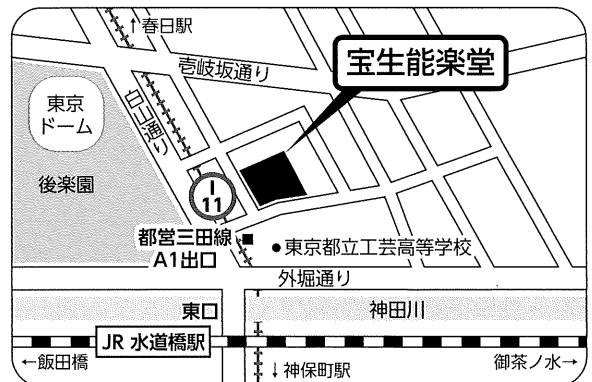 ↑春日駅
壱岐坂通り
宝生能楽堂
東京
ドーム
白山通り
後楽園
I
11
都営三田線
A1出口
東京都立工芸高等学校
外堀通り
東口
神田川
JR 水道橋駅
←飯田橋
↓神保町駅
御茶ノ水→